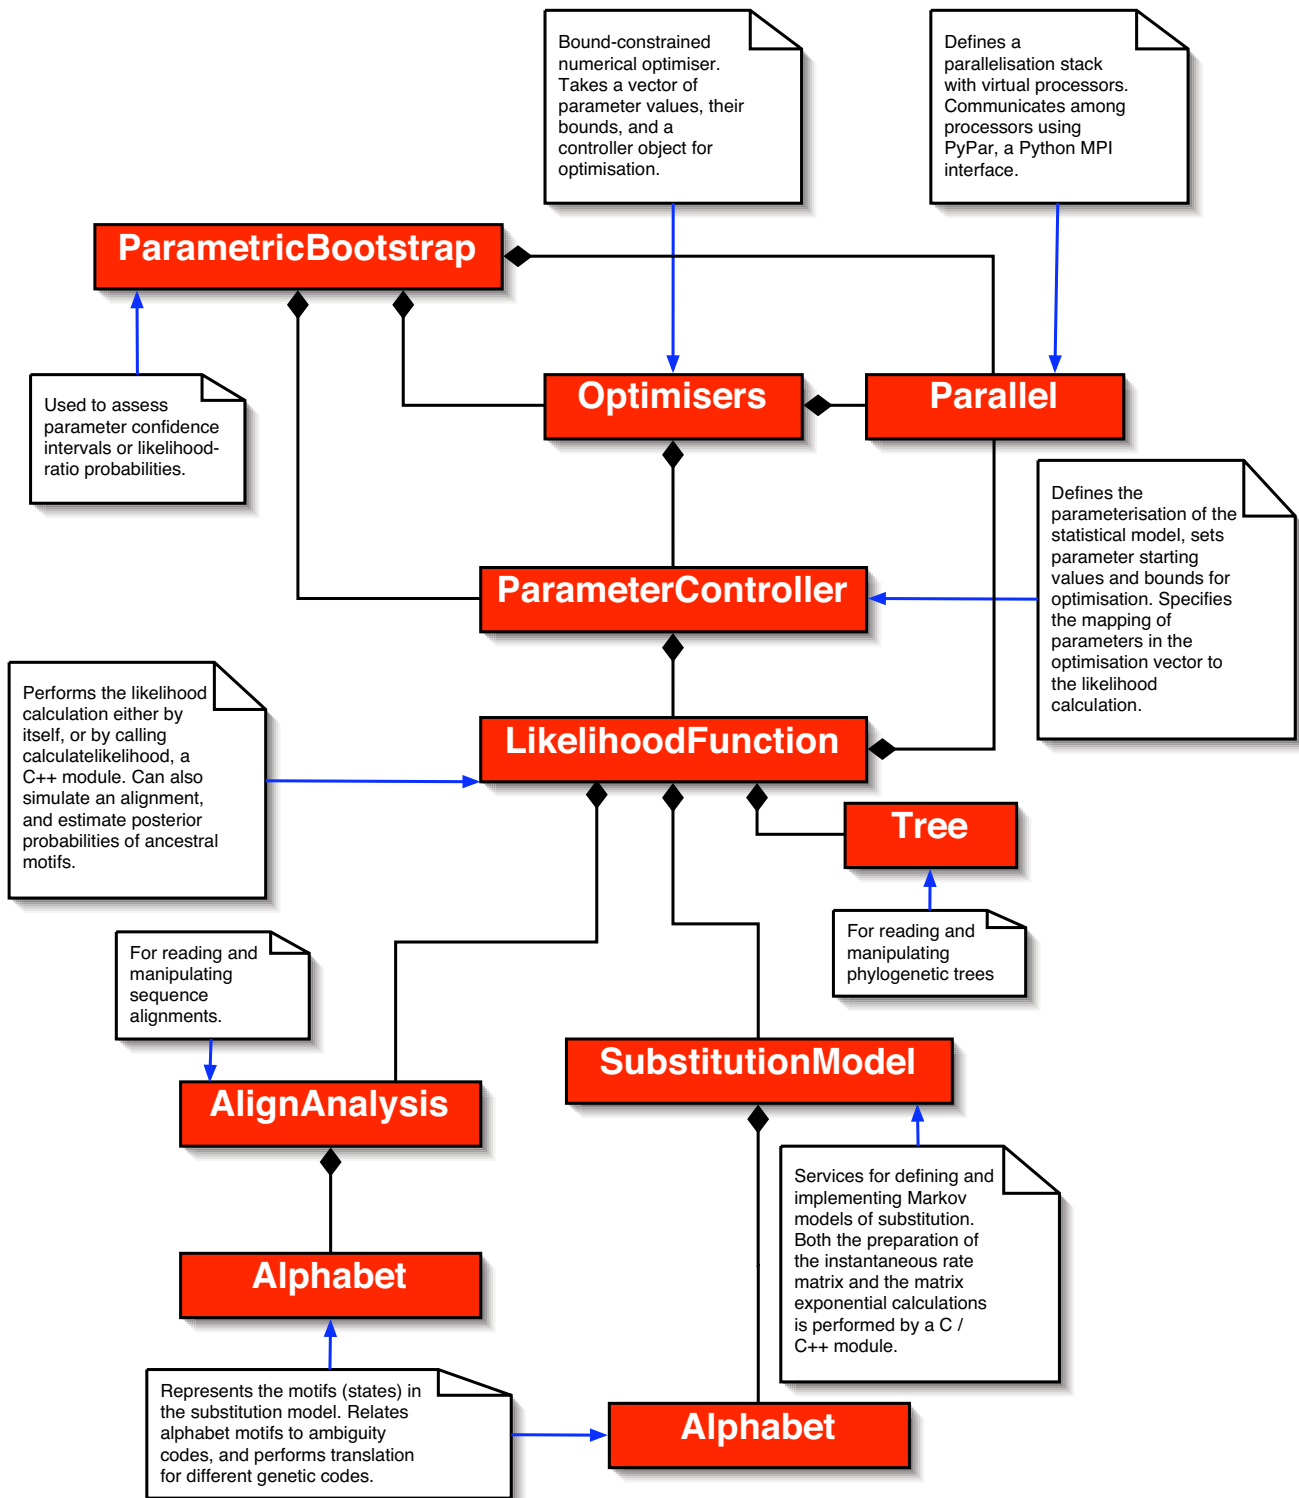 Bound-constrained
numerical optimiser.
Takes a vector of
parameter values, their
bounds, and a
controller object for
optimisation.
Defines a
parallelisation stack
with virtual processors.
Communicates among
processors using
PyPar, a Python MPI
interface.
ParametricBootstrap
Used to assess
parameter confidence
intervals or likelihood-
ratio probabilities.
Optimisers
Parallel
Defines the
parameterisation of the
statistical model, sets
parameter starting
values and bounds for
optimisation. Specifies
the mapping of
parameters in the
optimisation vector to
the likelihood
calculation.
ParameterController
Performs the likelihood
calculation either by
itself, or by calling
calculatelikelihood, a
C++ module. Can also
simulate an alignment,
and estimate posterior
probabilities of ancestral
motifs.
LikelihoodFunction
Tree
For reading and
manipulating
phylogenetic trees
For reading and
manipulating
sequence
alignments.
SubstitutionModel
AlignAnalysis
Services for defining and
implementing Markov
models of substitution.
Both the preparation of
the instantaneous rate
matrix and the matrix
exponential calculations
is performed by a C /
C++ module.
Alphabet
Represents the motifs (states) in
the substitution model. Relates
alphabet motifs to ambiguity
codes, and performs translation
for different genetic codes.
Alphabet